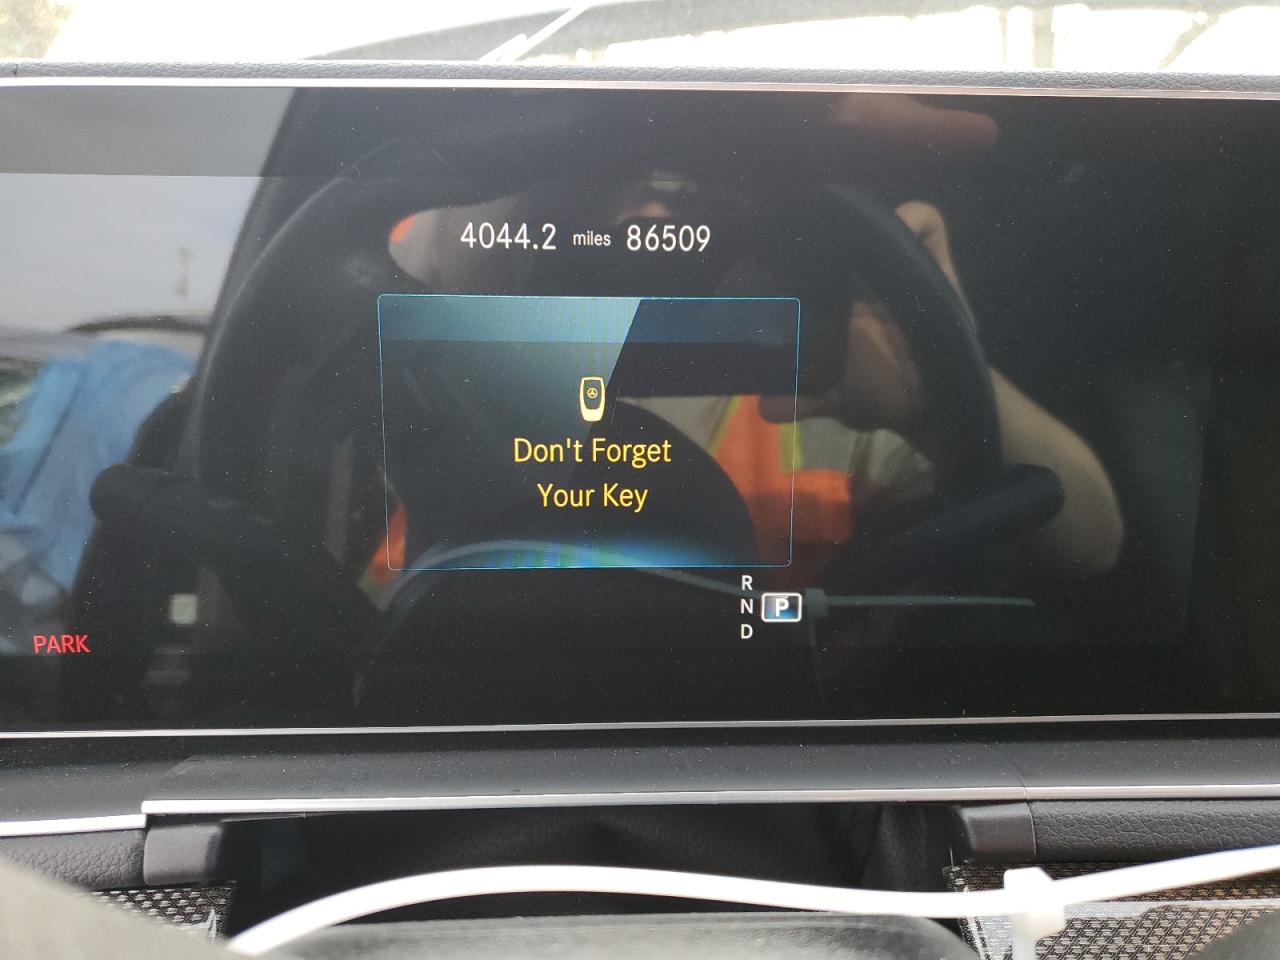 4044.2 miles 86509
Don't Forget
Your Key
R
N P
D
PARK